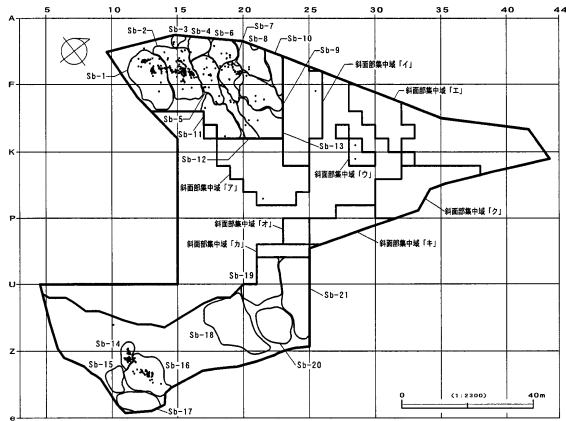 5 10 15 20 25 30 35 40 44
A
F
K
P
U
Z
e
Sb-1
Sb-2
Sb-3
Sb-4
Sb-6
Sb-7
Sb-8
Sb-10
Sb-9
Sb-5
Sb-11
Sb-12
Sb-13
斜面部集中域「イ」
斜面部集中域「エ」
斜面部集中域「ウ」
斜面部集中域「ア」
斜面部集中域「オ」
斜面部集中域「カ」
斜面部集中域「ク」
斜面部集中域「キ」
Sb-19
Sb-21
Sb-18
Sb-20
Sb-14
Sb-15
Sb-16
Sb-17
(1:2300)
0 40m